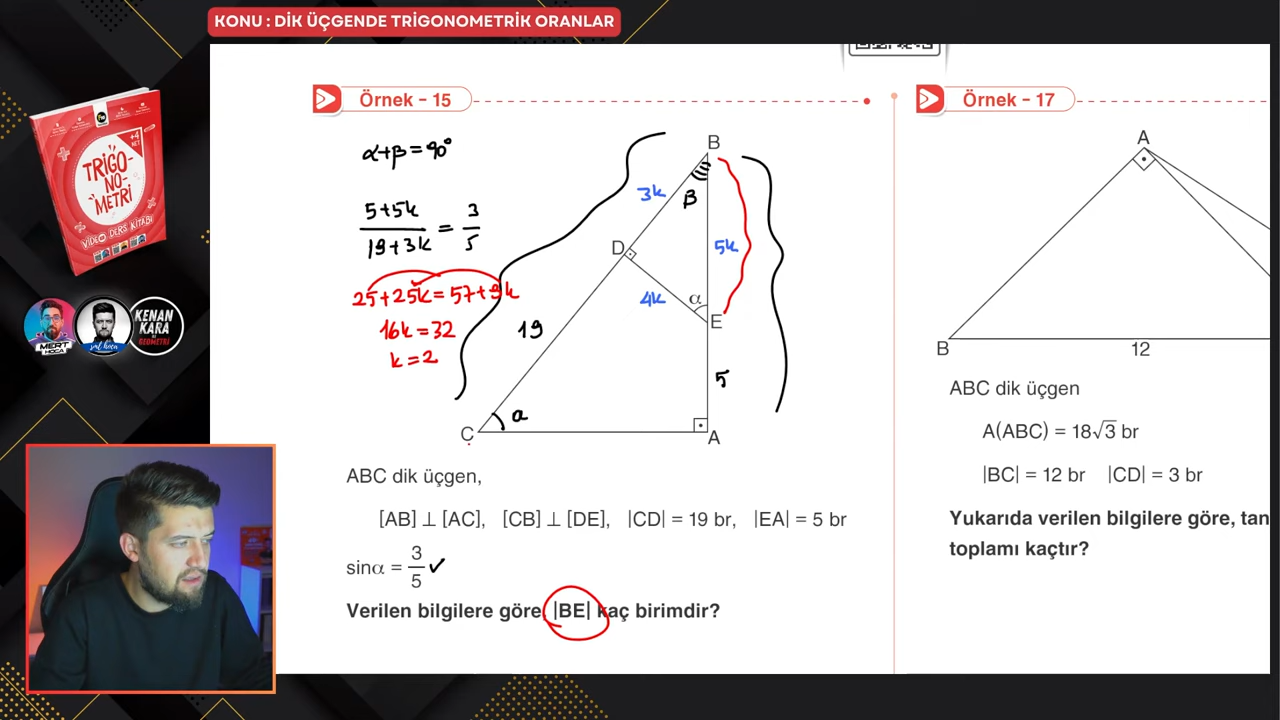 KONU : DİK ÜÇGENDE TRİGONOMETRİK ORANLAR
+4 NET
TRİGO-
NO-
METRİ
VİDEO DERS KİTABI
MERT HOCA
KENAN
KARA
GEOMETRİ
Örnek - 15
α+β=90°
5+5k / 19+3k = 3/5
25+25k=57+9k
16k=32
k=2
B
3k
β
D
5k
4k
α
E
19
5
C
α
A
ABC dik üçgen,
[AB] ⊥ [AC], [CB] ⊥ [DE], |CD| = 19 br, |EA| = 5 br
sinα = 3/5 ✓
Verilen bilgilere göre, |BE| kaç birimdir?
Örnek - 17
A
B
12
ABC dik üçgen
A(ABC) = 18√3 br
|BC| = 12 br |CD| = 3 br
Yukarıda verilen bilgilere göre, tan
toplamı kaçtır?